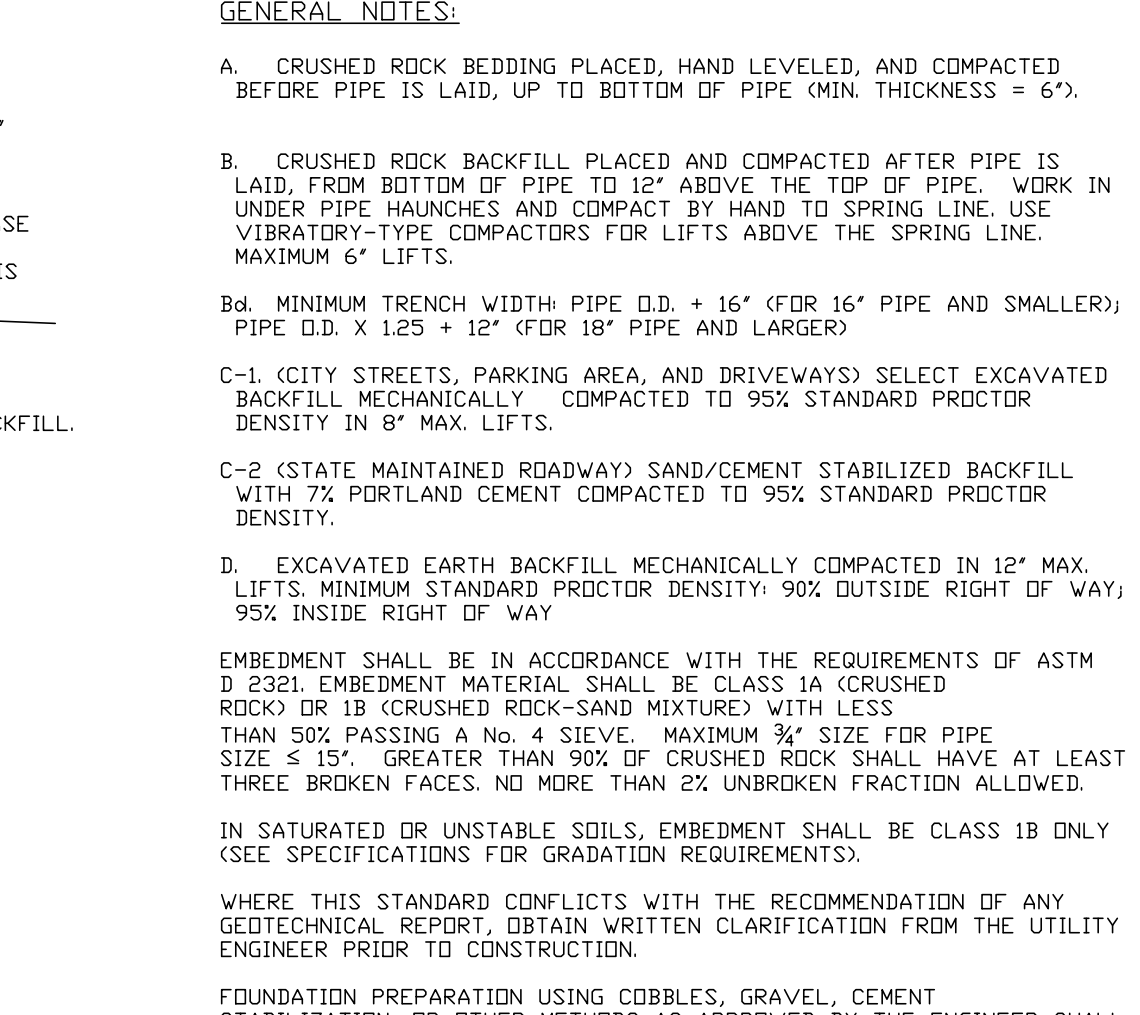 GENERAL NOTES:
A. CRUSHED ROCK BEDDING PLACED, HAND LEVELED, AND COMPACTED
BEFORE PIPE IS LAID, UP TO BOTTOM OF PIPE (MIN. THICKNESS = 6").
B. CRUSHED ROCK BACKFILL PLACED AND COMPACTED AFTER PIPE IS
LAID, FROM BOTTOM OF PIPE TO 12" ABOVE THE TOP OF PIPE. WORK IN
UNDER PIPE HAUNCHES AND COMPACT BY HAND TO SPRING LINE. USE
VIBRATORY-TYPE COMPACTORS FOR LIFTS ABOVE THE SPRING LINE.
MAXIMUM 6" LIFTS.
Bd. MINIMUM TRENCH WIDTH: PIPE O.D. + 16" (FOR 16" PIPE AND SMALLER);
PIPE O.D. X 1.25 + 12" (FOR 18" PIPE AND LARGER)
C-1. (CITY STREETS, PARKING AREA, AND DRIVEWAYS) SELECT EXCAVATED
BACKFILL MECHANICALLY COMPACTED TO 95% STANDARD PROCTOR
DENSITY IN 8" MAX. LIFTS.
C-2 (STATE MAINTAINED ROADWAY) SAND/CEMENT STABILIZED BACKFILL
WITH 7% PORTLAND CEMENT COMPACTED TO 95% STANDARD PROCTOR
DENSITY.
D. EXCAVATED EARTH BACKFILL MECHANICALLY COMPACTED IN 12" MAX.
LIFTS. MINIMUM STANDARD PROCTOR DENSITY: 90% OUTSIDE RIGHT OF WAY;
95% INSIDE RIGHT OF WAY
EMBEDMENT SHALL BE IN ACCORDANCE WITH THE REQUIREMENTS OF ASTM
D 2321. EMBEDMENT MATERIAL SHALL BE CLASS 1A (CRUSHED
ROCK) OR 1B (CRUSHED ROCK-SAND MIXTURE) WITH LESS
THAN 50% PASSING A No. 4 SIEVE. MAXIMUM ¾" SIZE FOR PIPE
SIZE ≤ 15". GREATER THAN 90% OF CRUSHED ROCK SHALL HAVE AT LEAST
THREE BROKEN FACES. NO MORE THAN 2% UNBROKEN FRACTION ALLOWED.
IN SATURATED OR UNSTABLE SOILS, EMBEDMENT SHALL BE CLASS 1B ONLY
(SEE SPECIFICATIONS FOR GRADATION REQUIREMENTS).
WHERE THIS STANDARD CONFLICTS WITH THE RECOMMENDATION OF ANY
GEOTECHNICAL REPORT, OBTAIN WRITTEN CLARIFICATION FROM THE UTILITY
ENGINEER PRIOR TO CONSTRUCTION.
FOUNDATION PREPARATION USING COBBLES, GRAVEL, CEMENT